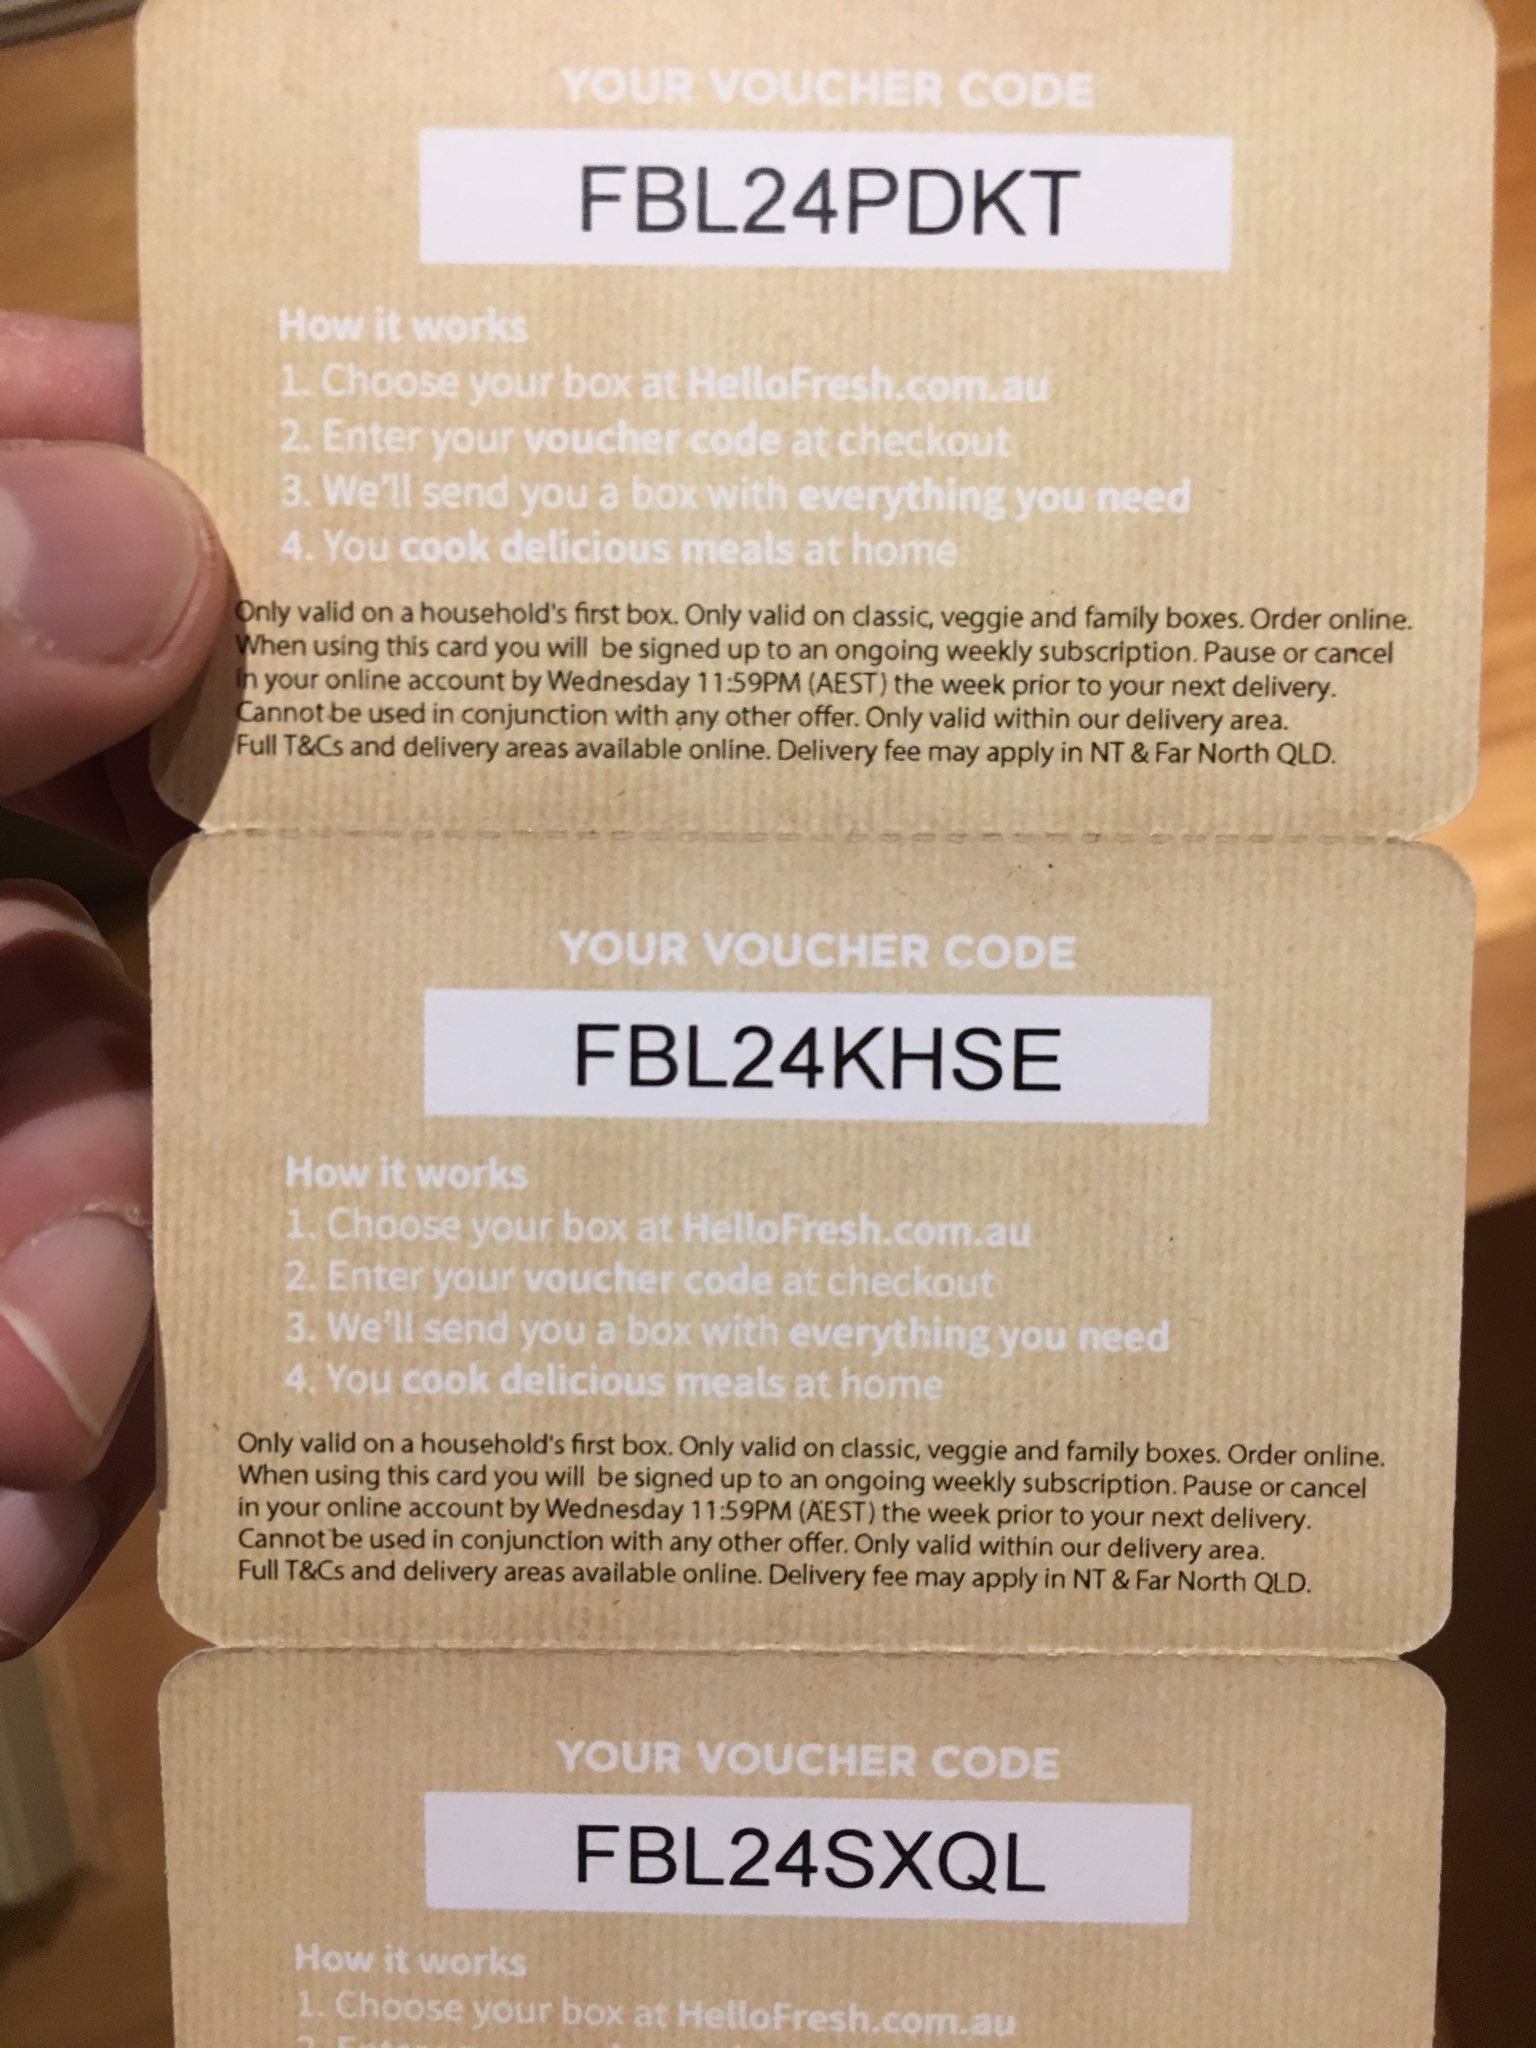 YOUR VOUCHER CODE
FBL24PDKT
How it works
1. Choose your box at HelloFresh.com.au
2. Enter your voucher code at checkout
3. We'll send you a box with everything you need
4. You cook delicious meals at home
Only valid on a household's first box. Only valid on classic, veggie and family boxes. Order online.
When using this card you will be signed up to an ongoing weekly subscription. Pause or cancel
in your online account by Wednesday 11:59PM (AEST) the week prior to your next delivery.
Cannot be used in conjunction with any other offer. Only valid within our delivery area.
Full T&Cs and delivery areas available online. Delivery fee may apply in NT & Far North QLD.
YOUR VOUCHER CODE
FBL24KHSE
How it works
1. Choose your box at HelloFresh.com.au
2. Enter your voucher code at checkout
3. We'll send you a box with everything you need
4. You cook delicious meals at home
Only valid on a household's first box. Only valid on classic, veggie and family boxes. Order online.
When using this card you will be signed up to an ongoing weekly subscription. Pause or cancel
in your online account by Wednesday 11:59PM (AEST) the week prior to your next delivery.
Cannot be used in conjunction with any other offer. Only valid within our delivery area.
Full T&Cs and delivery areas available online. Delivery fee may apply in NT & Far North QLD.
YOUR VOUCHER CODE
FBL24SXQL
How it works
1. Choose your box at HelloFresh.com.au